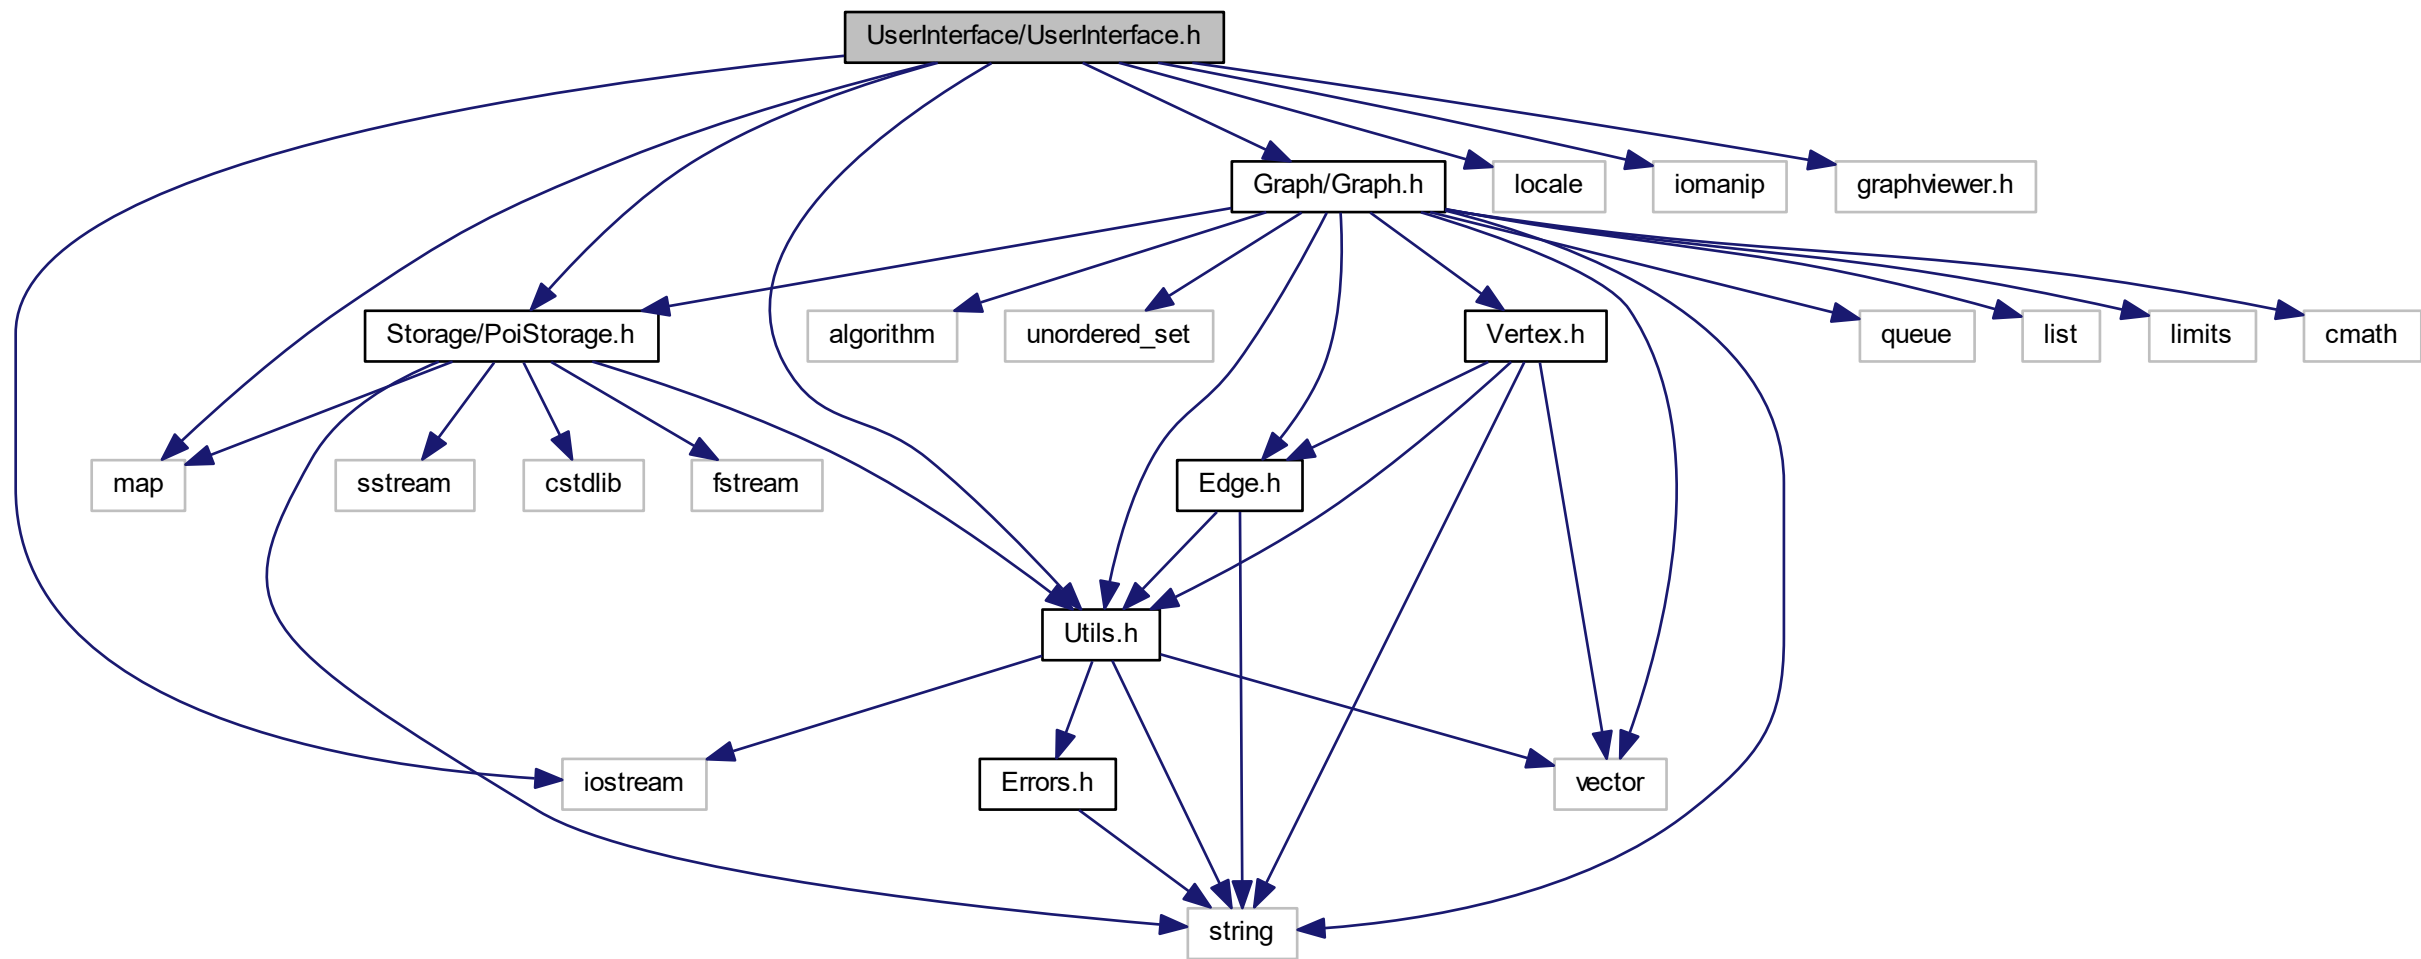 UserInterface/UserInterface.h
Graph/Graph.h
locale
iomanip
graphviewer.h
Storage/PoiStorage.h
algorithm
unordered_set
Vertex.h
queue
list
limits
cmath
map
sstream
cstdlib
fstream
Edge.h
Utils.h
iostream
Errors.h
vector
string